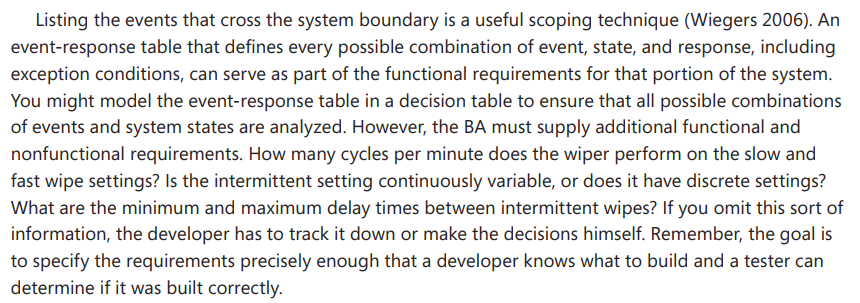 Listing the events that cross the system boundary is a useful scoping technique (Wiegers 2006). An
event-response table that defines every possible combination of event, state, and response, including
exception conditions, can serve as part of the functional requirements for that portion of the system.
You might model the event-response table in a decision table to ensure that all possible combinations
of events and system states are analyzed. However, the BA must supply additional functional and
nonfunctional requirements. How many cycles per minute does the wiper perform on the slow and
fast wipe settings? Is the intermittent setting continuously variable, or does it have discrete settings?
What are the minimum and maximum delay times between intermittent wipes? If you omit this sort of
information, the developer has to track it down or make the decisions himself. Remember, the goal is
to specify the requirements precisely enough that a developer knows what to build and a tester can
determine if it was built correctly.